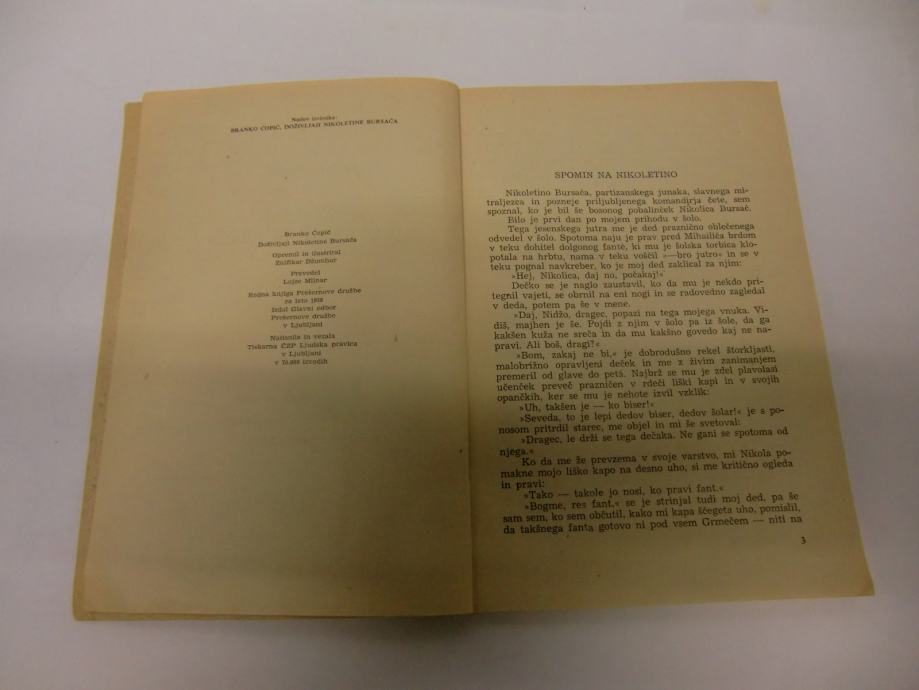 Naslov izvirnika:
BRANKO ĆOPIĆ, DOŽIVLJAJI NIKOLETINE BURSAĆA
Branko Ćopić
Doživljaji Nikoletine Bursaća
Opremil in ilustriral
Zulfikar Džumhur
Prevedel
Lojze Mlinar
Redna knjiga Prešernove družbe
za leto 1958
Izdal Glavni odbor
Prešernove družbe
v Ljubljani
Natisnila in vezala
Tiskarna ČZP Ljudska pravica
v Ljubljani
izvodih
SPOMIN NA NIKOLETINO
Nikoletino Bursaća, partizanskega junaka, slavnega mi-
traljezca in pozneje priljubljenega komandirja čete, sem
spoznal, ko je bil še bosonog pobalinček Nikolica Bursać.
Bilo je prvi dan po mojem prihodu v šolo.
Tega jesenskega jutra me je ded praznično oblečenega
odvedel v šolo. Spotoma naju je prav pred Mihailića brdom
v teku dohitel dolgonog fantè, ki mu je šolska torbica klo-
potala na hrbtu, nama v teku voščil »—bro jutro« in se v
teku pognal navkreber, ko je moj ded zaklical za njim:
»Hej, Nikolica, daj no, počakaj!«
Dečko se je naglo zaustavil, ko da mu je nekdo pri-
tegnil vajeti, se obrnil na eni nogi in se radovedno zagledal
v deda, potem pa še v mene.
»Daj, Nidžo, dragec, popazi na tega mojega vnuka. Vi-
diš, majhen je še. Pojdi z njim v šolo pa iz šole, da ga
kakšen kuža ne sreča in da mu kakšno govedo kaj ne na-
pravi. Ali boš, dragi?«
»Bom, zakaj ne bi,« je dobrodušno rekel štorkljasti,
malobrižno opravljeni deček in me z živim zanimanjem
premeril od glave do petá. Najbrž se mu je zdel plavolasi
učenček preveč prazničen v rdeči liški kapi in v svojih
opančkih, ker se mu je nehote izvil vzklik:
»Uh, takšen je — ko biser!«
»Seveda, to je lepi dedov biser, dedov šolar!« je s po-
nosom pritrdil starec, me objel in mi še svetoval:
»Dragec, le drži se tega dečaka. Ne gani se spotoma od
njega.«
Ko da me že prevzema v svoje varstvo, mi Nikola po-
makne mojo liško kapo na desno uho, si me kritično ogleda
in pravi:
»Tako — takole jo nosi, ko pravi fant.«
»Bogme, res fant,« se je strinjal tudi moj ded, pa še
sam sem, ko sem občutil, kako mi kapa ščegeta uho, pomislil,
da takšnega fanta gotovo ni pod vsem Grmečem — niti na
3